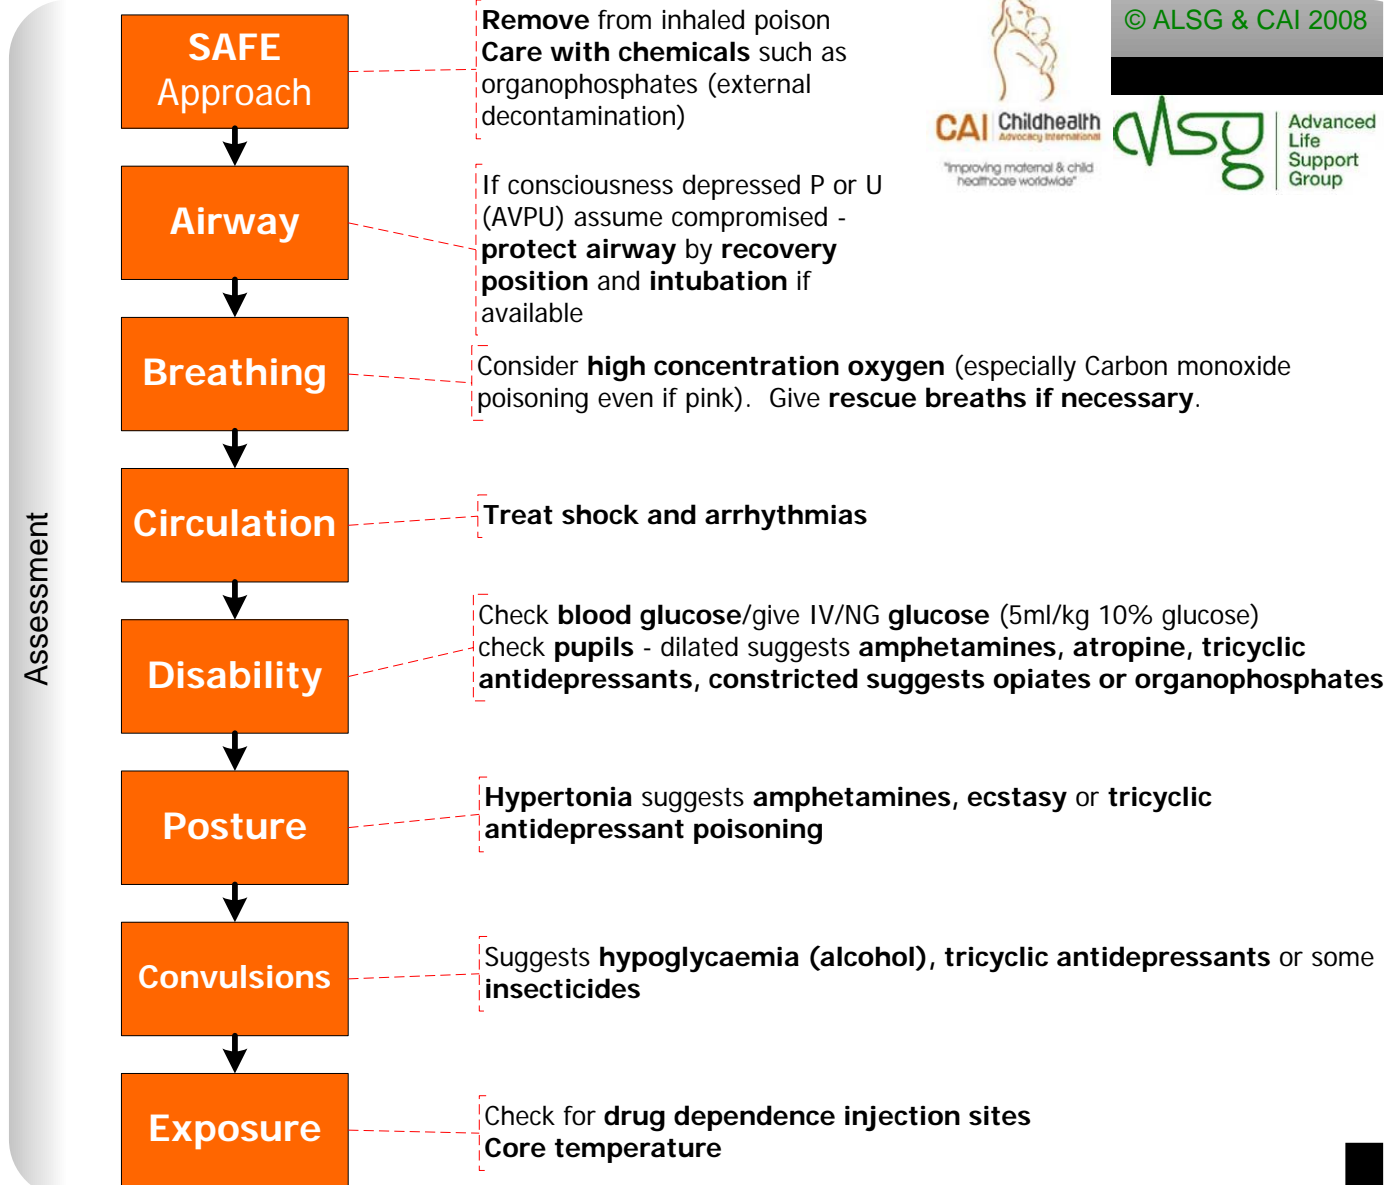 SAFE
Approach
Remove from inhaled poison
Care with chemicals such as
organophosphates (external
decontamination)
CAI Childhealth
Advocacy International
"Improving maternal & child
healthcare worldwide"
© ALSG & CAI 2008
alsg
Advanced
Life
Support
Group
Airway
If consciousness depressed P or U
(AVPU) assume compromised -
protect airway by recovery
position and intubation if
available
Breathing
Consider high concentration oxygen (especially Carbon monoxide
poisoning even if pink).  Give rescue breaths if necessary.
Circulation
Treat shock and arrhythmias
Assessment
Disability
Check blood glucose/give IV/NG glucose (5ml/kg 10% glucose)
check pupils - dilated suggests amphetamines, atropine, tricyclic
antidepressants, constricted suggests opiates or organophosphates
Posture
Hypertonia suggests amphetamines, ecstasy or tricyclic
antidepressant poisoning
Convulsions
Suggests hypoglycaemia (alcohol), tricyclic antidepressants or some
insecticides
Exposure
Check for drug dependence injection sites
Core temperature